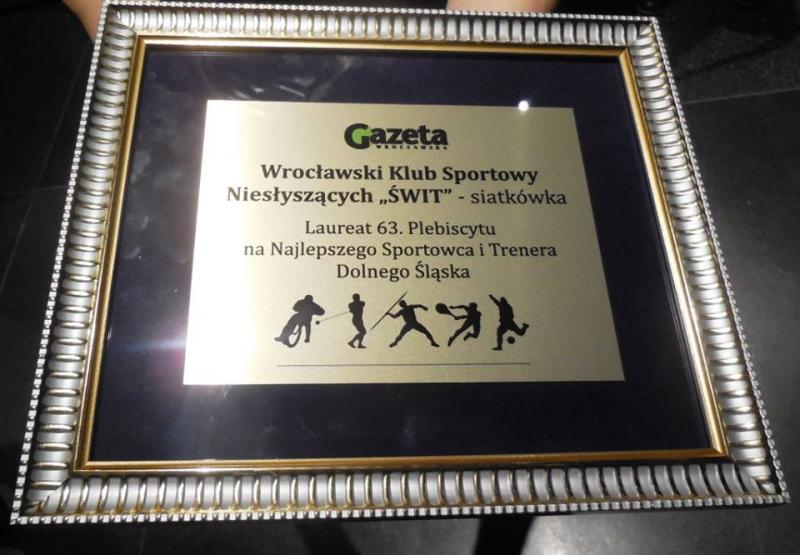 Gazeta
WROCŁAWSKA
Wrocławski Klub Sportowy
Niesłyszących „ŚWIT” - siatkówka
Laureat 63. Plebiscytu
na Najlepszego Sportowca i Trenera
Dolnego Śląska